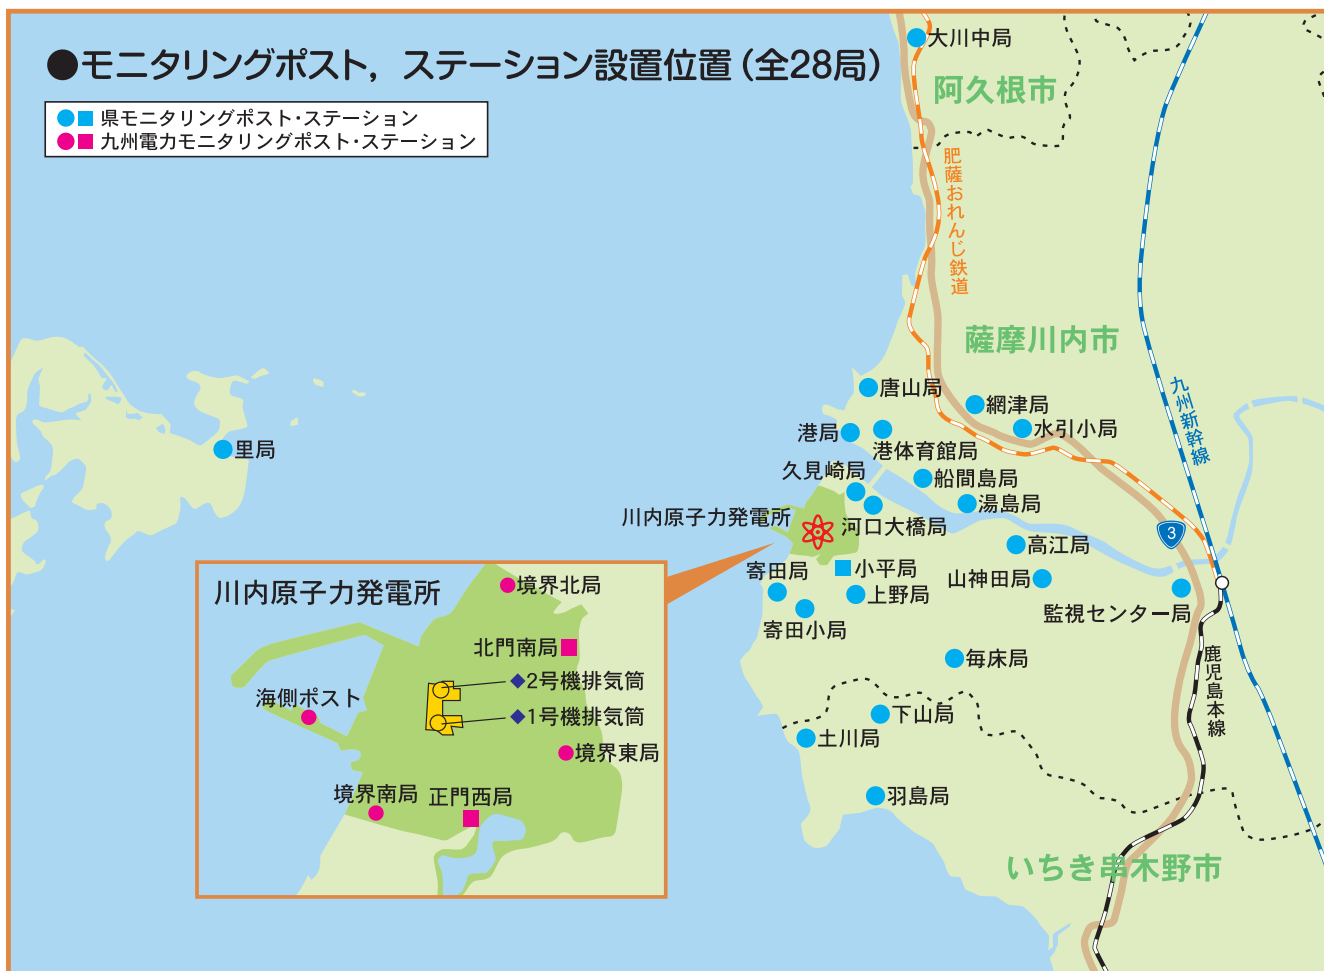 ●モニタリングポスト，ステーション設置位置（全28局）
県モニタリングポスト・ステーション
九州電力モニタリングポスト・ステーション
大川中局
阿久根市
肥薩おれんじ鉄道
薩摩川内市
九州新幹線
唐山局
網津局
港局
水引小局
港体育館局
里局
久見崎局
船間島局
湯島局
川内原子力発電所
河口大橋局
3
高江局
小平局
寄田局
山神田局
上野局
監視センター局
寄田小局
毎床局
鹿児島本線
下山局
土川局
羽島局
いちき串木野市
川内原子力発電所
境界北局
北門南局
2号機排気筒
海側ポスト
1号機排気筒
境界東局
境界南局
正門西局